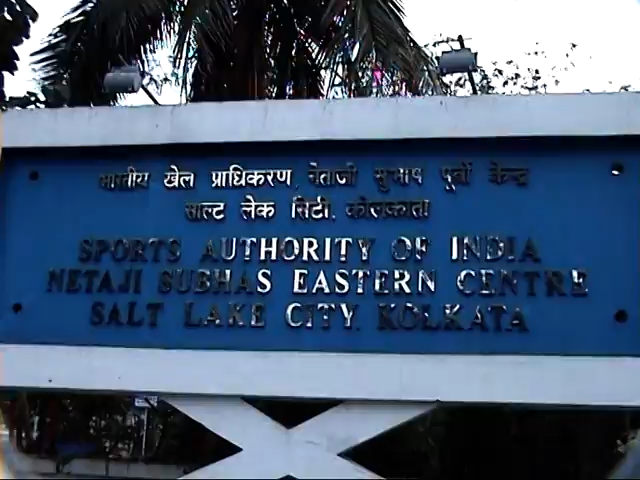 भारतीय खेल प्राधिकरण, नेताजी सुभाष पूर्वी केन्द्र
साल्ट लेक सिटी, कोलकाता
SPORTS AUTHORITY OF INDIA
NETAJI SUBHAS EASTERN CENTRE
SALT LAKE CITY, KOLKATA